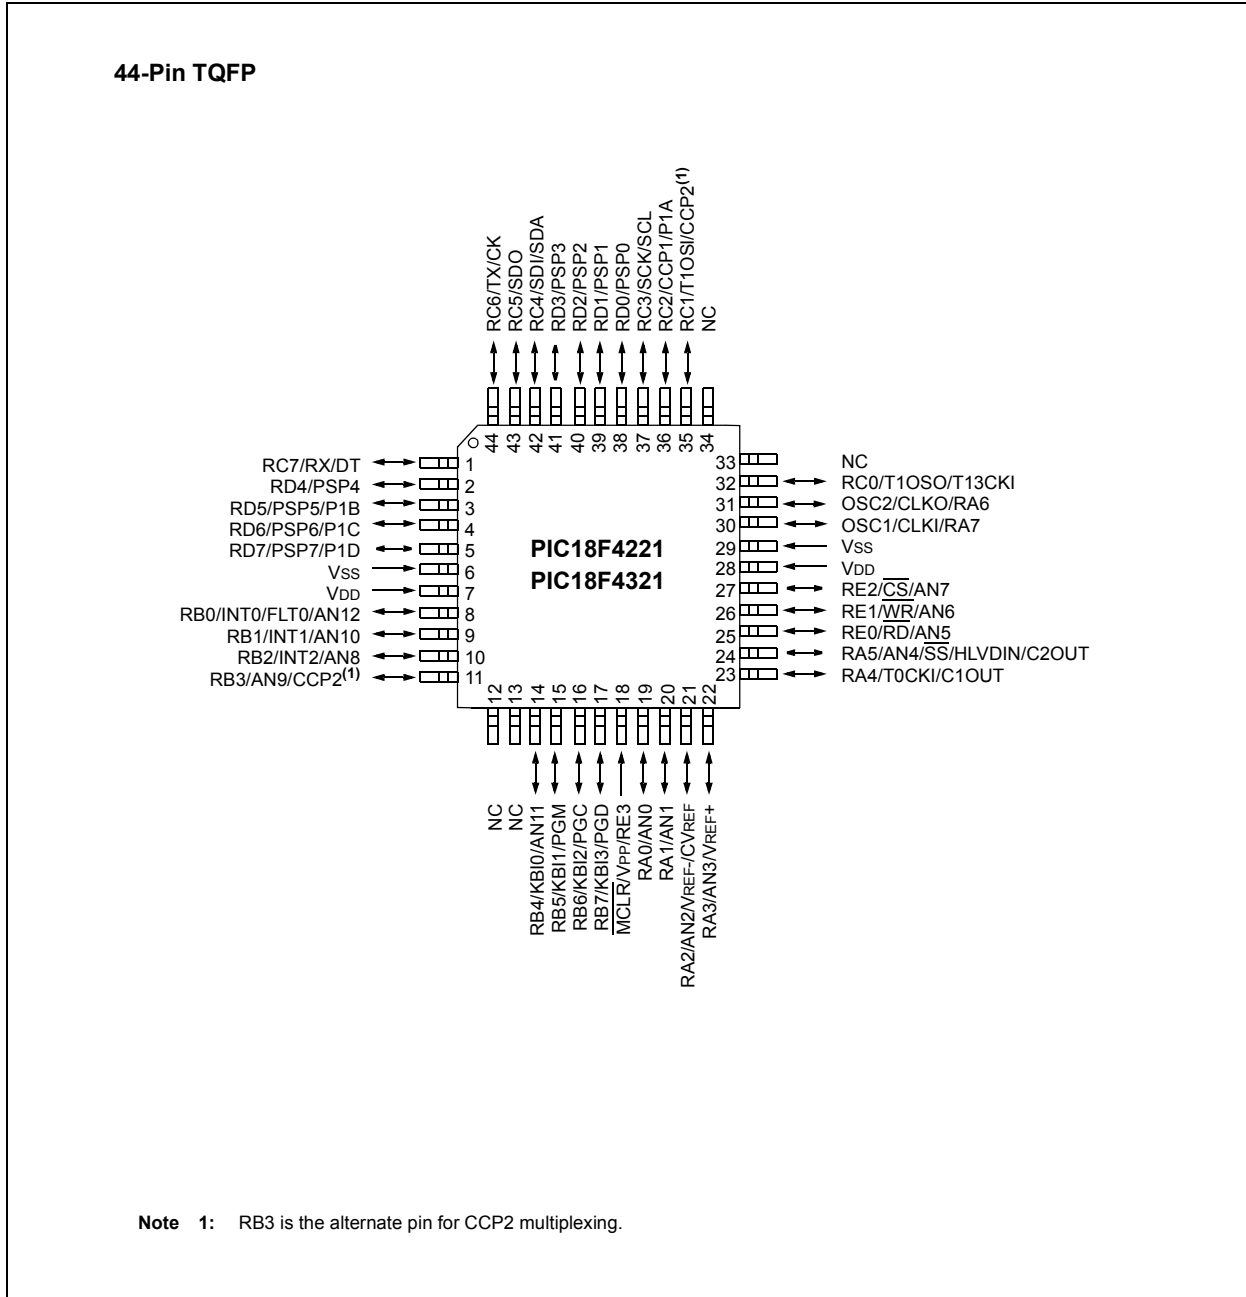 44-Pin TQFP
RC6/TX/CK
RC5/SDO
RC4/SDI/SDA
RD3/PSP3
RD2/PSP2
RD1/PSP1
RD0/PSP0
RC3/SCK/SCL
RC2/CCP1/P1A
RC1/T1OSI/CCP2(1)
NC
44
43
42
41
40
39
38
37
36
35
34
RC7/RX/DT 1
RD4/PSP4 2
RD5/PSP5/P1B 3
RD6/PSP6/P1C 4
RD7/PSP7/P1D 5
VSS 6
VDD 7
RB0/INT0/FLT0/AN12 8
RB1/INT1/AN10 9
RB2/INT2/AN8 10
RB3/AN9/CCP2(1) 11
PIC18F4221
PIC18F4321
33 NC
32 RC0/T1OSO/T13CKI
31 OSC2/CLKO/RA6
30 OSC1/CLKI/RA7
29 VSS
28 VDD
27 RE2/CS/AN7
26 RE1/WR/AN6
25 RE0/RD/AN5
24 RA5/AN4/SS/HLVDIN/C2OUT
23 RA4/T0CKI/C1OUT
12
13
14
15
16
17
18
19
20
21
22
NC
NC
RB4/KBI0/AN11
RB5/KBI1/PGM
RB6/KBI2/PGC
RB7/KBI3/PGD
MCLR/VPP/RE3
RA0/AN0
RA1/AN1
RA2/AN2/VREF-/CVREF
RA3/AN3/VREF+
Note 1: RB3 is the alternate pin for CCP2 multiplexing.